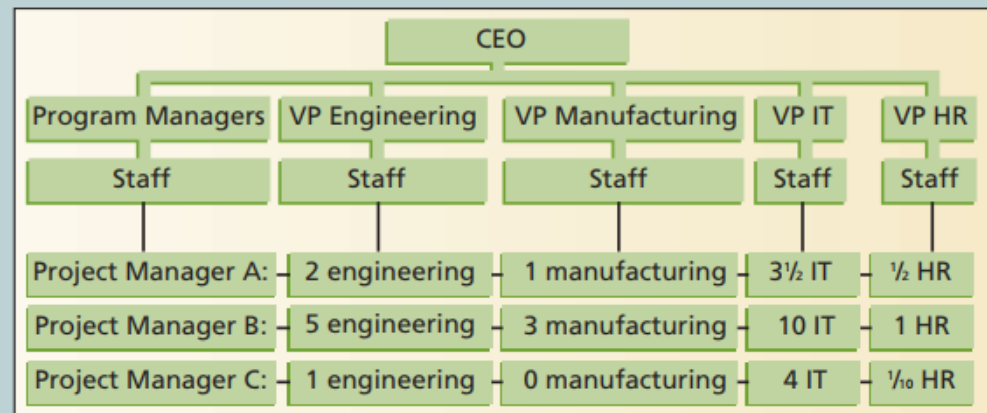 CEO
Program Managers VP Engineering VP Manufacturing VP IT VP HR
Staff Staff Staff Staff Staff
Project Manager A: 2 engineering 1 manufacturing 3½ IT ½ HR
Project Manager B: 5 engineering 3 manufacturing 10 IT 1 HR
Project Manager C: 1 engineering 0 manufacturing 4 IT 1/10 HR